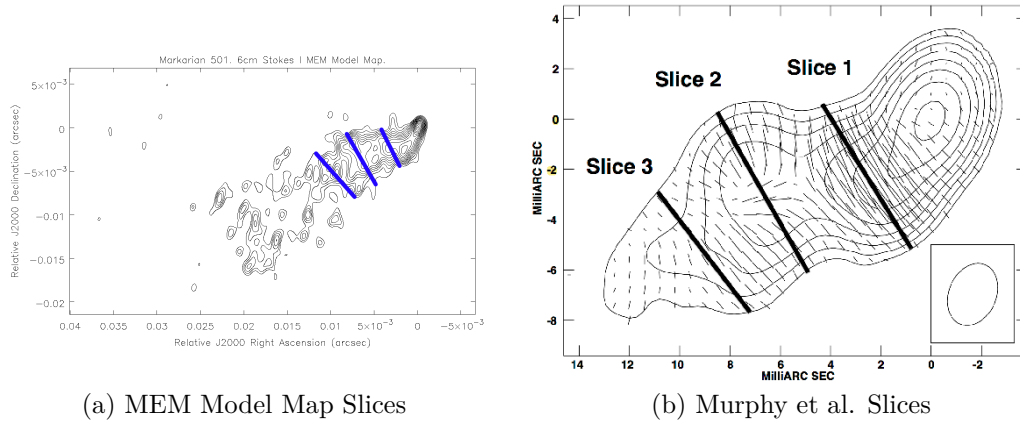 Markarian 501. 6cm Stokes I MEM Model Map.
Relative J2000 Declination (arcsec)
5×10⁻³
0
−5×10⁻³
−0.01
−0.015
−0.02
0.04 0.035 0.03 0.025 0.02 0.015 0.01 5×10⁻³ 0 −5×10⁻³
Relative J2000 Right Ascension (arcsec)
(a) MEM Model Map Slices
MilliARC SEC
4
2
0
-2
-4
-6
-8
Slice 1
Slice 2
Slice 3
14 12 10 8 6 4 2 0 -2
MilliARC SEC
(b) Murphy et al. Slices